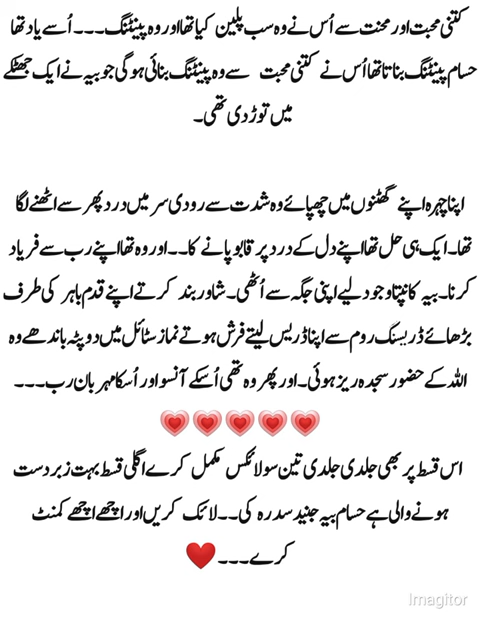 کتنی محبت اور محنت سے اُس نے وہ سب پلین کیا تھا اور وہ پینٹنگ۔۔۔ اُسے یاد تھا
حسام پینٹنگ بناتا تھا اُس نے کتنی محبت سے وہ پینٹنگ بنائی ہوگی جو بیہ نے ایک جھٹکے
میں توڑ دی تھی۔
اپنا چہرہ اپنے گھٹنوں میں چھپائے وہ شدت سے رو دی سر میں درد پھر سے اٹھنے لگا
تھا۔ ایک ہی حل تھا اپنے دل کے درد پر قابو پانے کا۔۔ اور وہ تھا اپنے رب سے فریاد
کرنا۔ بیہ کانپتا وجود لیے اپنی جگہ سے اُٹھی۔ شاور بند کرتے اپنے قدم باہر کی طرف
بڑھائے ڈریسنگ روم سے اپنا ڈریس لیتے فرش ہوتے نماز سٹائل میں دوپٹہ باندھے وہ
اللہ کے حضور سجدہ ریز ہوئی۔ اور پھر وہ تھی اُسکے آنسو اور اُسکا مہربان رب۔۔۔
💗💗💗💗💗
اس قسط پر بھی جلدی جلدی تین سو لائکس مکمل کرے اگلی قسط بہت زبردست
ہونے والی ہے حسام بیہ جنید سدرہ کی۔۔ لائک کریں اور اچھے اچھے کمنٹ
کرے۔۔۔❤️
Imagitor